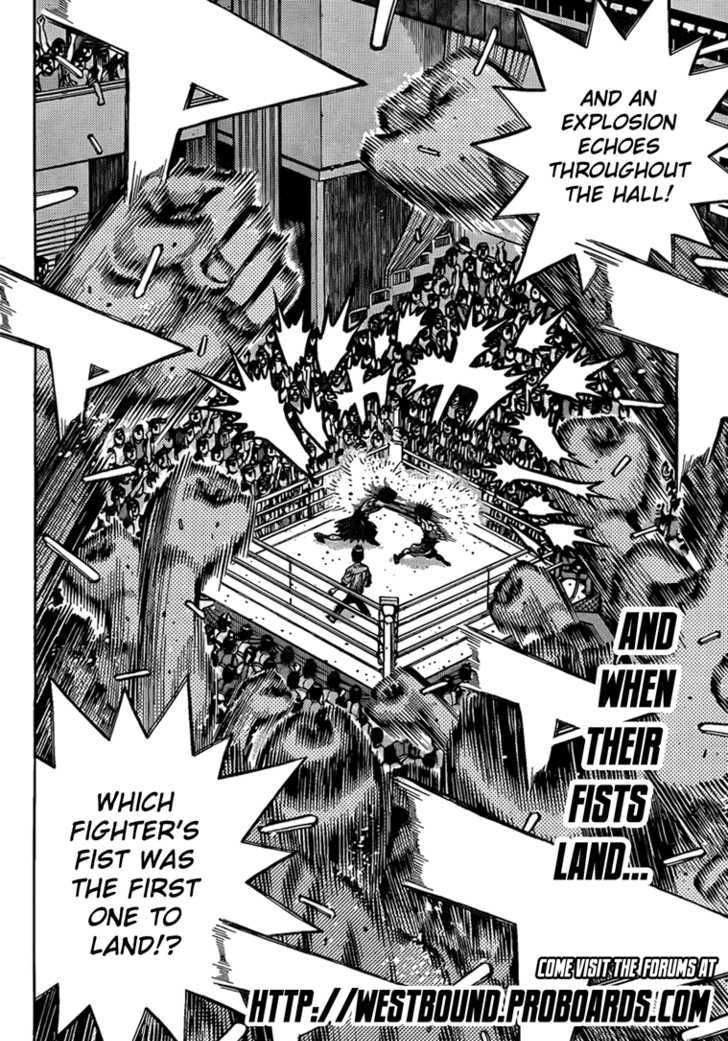 AND AN
EXPLOSION
ECHOES
THROUGHOUT
THE HALL!
WHICH
FIGHTER'S
FIST WAS
THE FIRST
ONE TO
LAND!?
AND
WHEN
THEIR
FISTS
LAND...
COME VISIT THE FORUMS AT
HTTP://WESTBOUND.PROBOARDS.COM